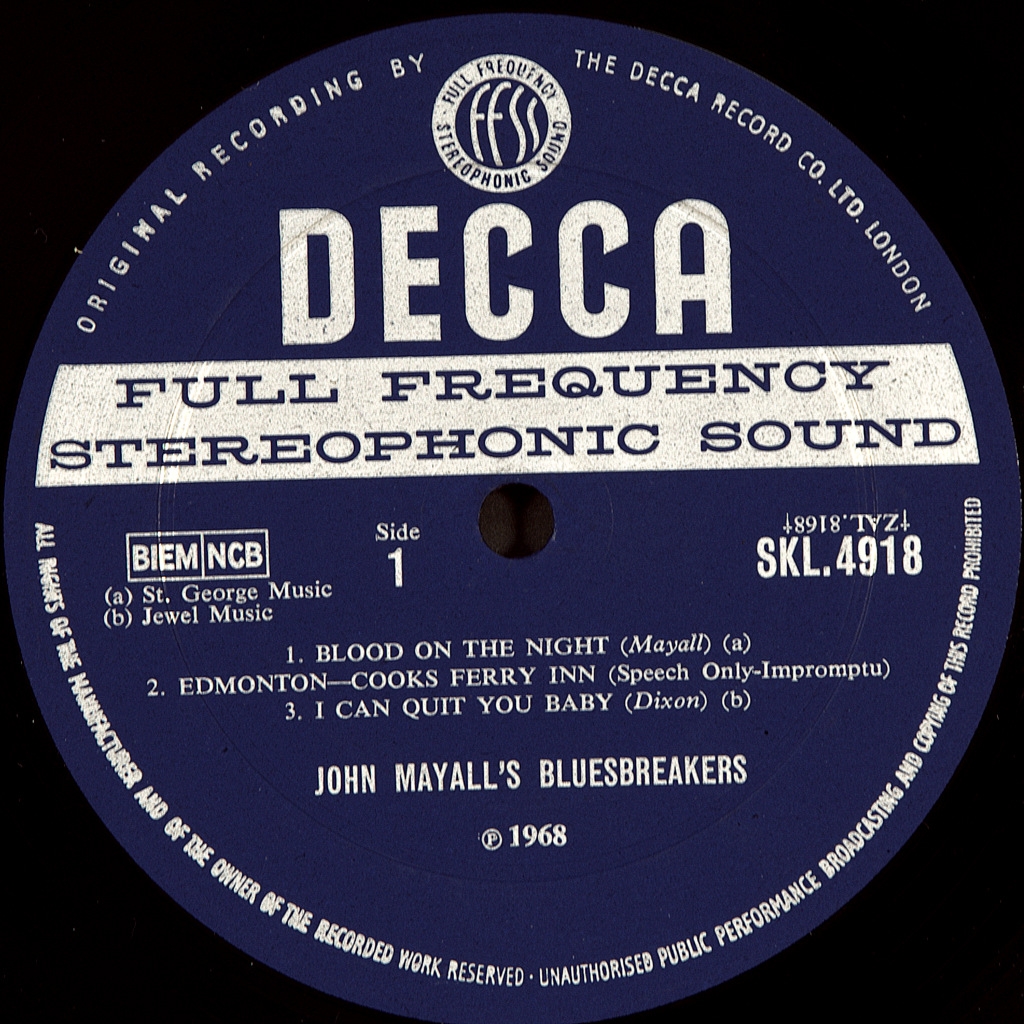 ORIGINAL RECORDING BY
THE DECCA RECORD CO. LTD. LONDON
FULL FREQUENCY
STEREOPHONIC SOUND
FFSS
DECCA
FULL FREQUENCY
STEREOPHONIC SOUND
BIEM NCB
(a) St. George Music
(b) Jewel Music
Side
1
‡ZAL.8168‡
SKL.4918
1. BLOOD ON THE NIGHT (Mayall) (a)
2. EDMONTON—COOKS FERRY INN (Speech Only-Impromptu)
3. I CAN QUIT YOU BABY (Dixon) (b)
JOHN MAYALL'S BLUESBREAKERS
℗ 1968
ALL RIGHTS OF THE MANUFACTURER AND OF THE OWNER OF THE RECORDED WORK RESERVED · UNAUTHORISED PUBLIC PERFORMANCE BROADCASTING AND COPYING OF THIS RECORD PROHIBITED